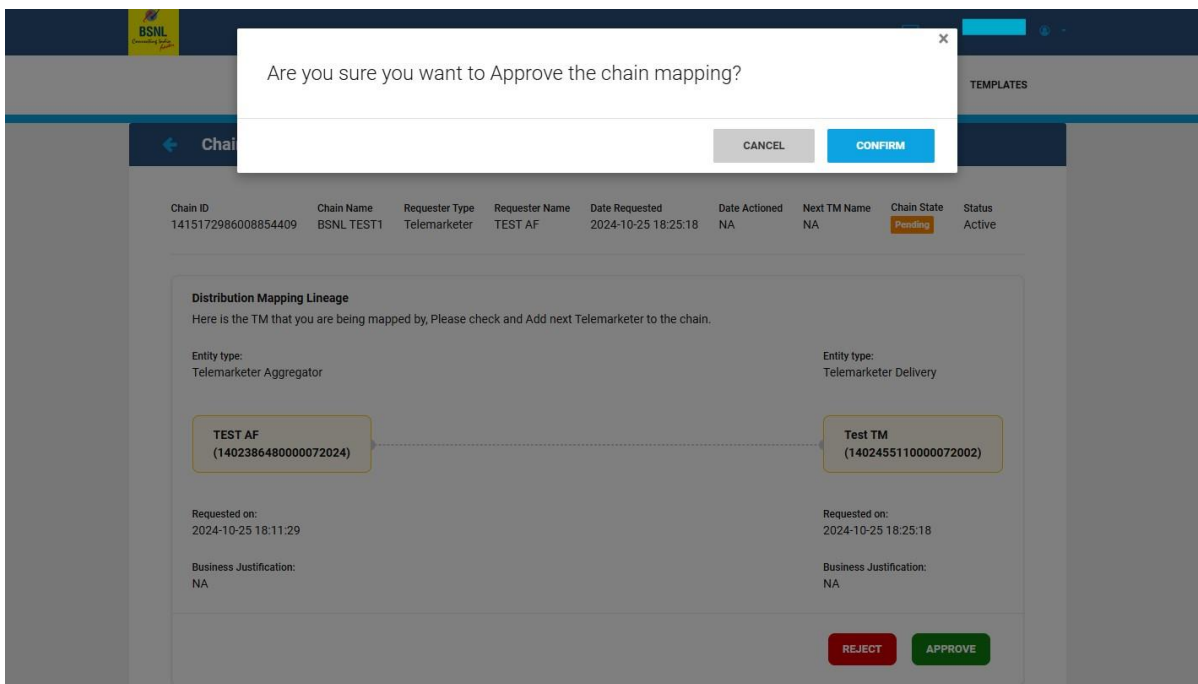 BSNL
Connecting India
×
Are you sure you want to Approve the chain mapping?
TEMPLATES
CANCEL
CONFIRM
Chai
Chain ID
Chain Name
Requester Type
Requester Name
Date Requested
Date Actioned
Next TM Name
Chain State
Status
1415172986008854409
BSNL TEST1
Telemarketer
TEST AF
2024-10-25 18:25:18
NA
NA
Pending
Active
Distribution Mapping Lineage
Here is the TM that you are being mapped by, Please check and Add next Telemarketer to the chain.
Entity type:
Telemarketer Aggregator
Entity type:
Telemarketer Delivery
TEST AF
(1402386480000072024)
Test TM
(1402455110000072002)
Requested on:
2024-10-25 18:11:29
Requested on:
2024-10-25 18:25:18
Business Justification:
NA
Business Justification:
NA
REJECT
APPROVE